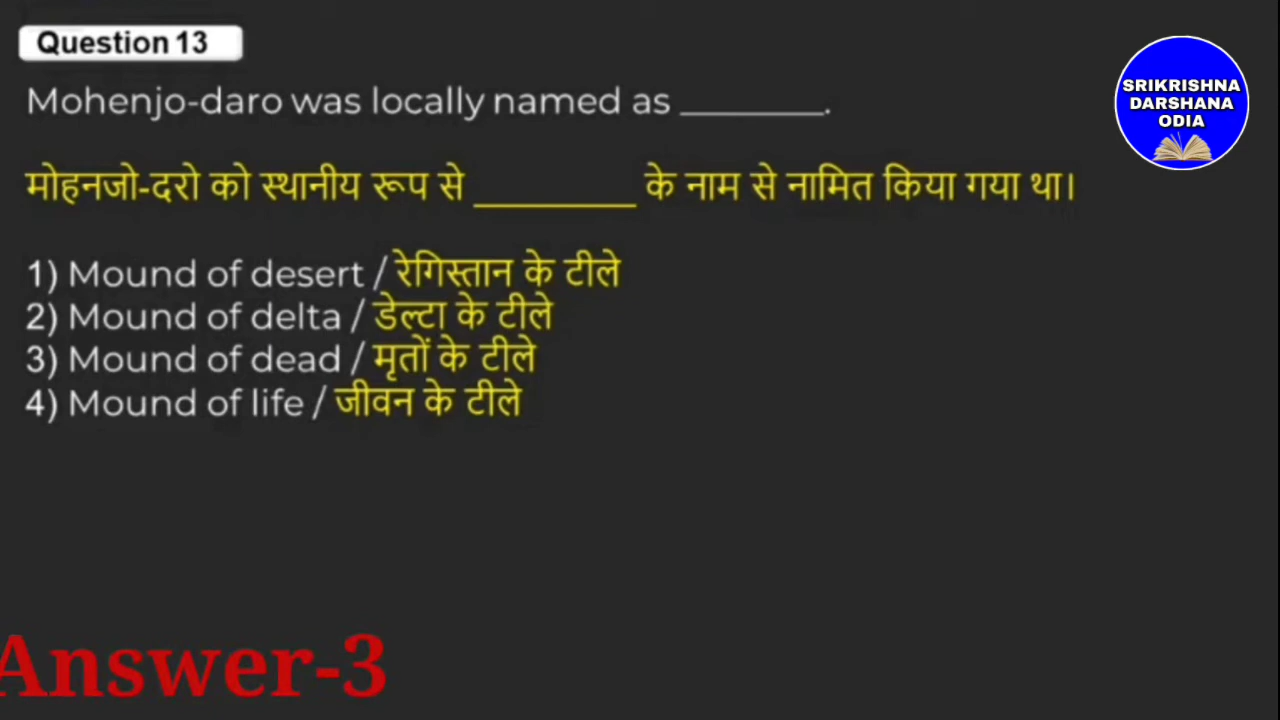 Question 13
SRIKRISHNA
DARSHANA
ODIA
Mohenjo-daro was locally named as ________.
मोहनजो-दरो को स्थानीय रूप से _________ के नाम से नामित किया गया था।
1) Mound of desert / रेगिस्तान के टीले
2) Mound of delta / डेल्टा के टीले
3) Mound of dead / मृतों के टीले
4) Mound of life / जीवन के टीले
Answer-3